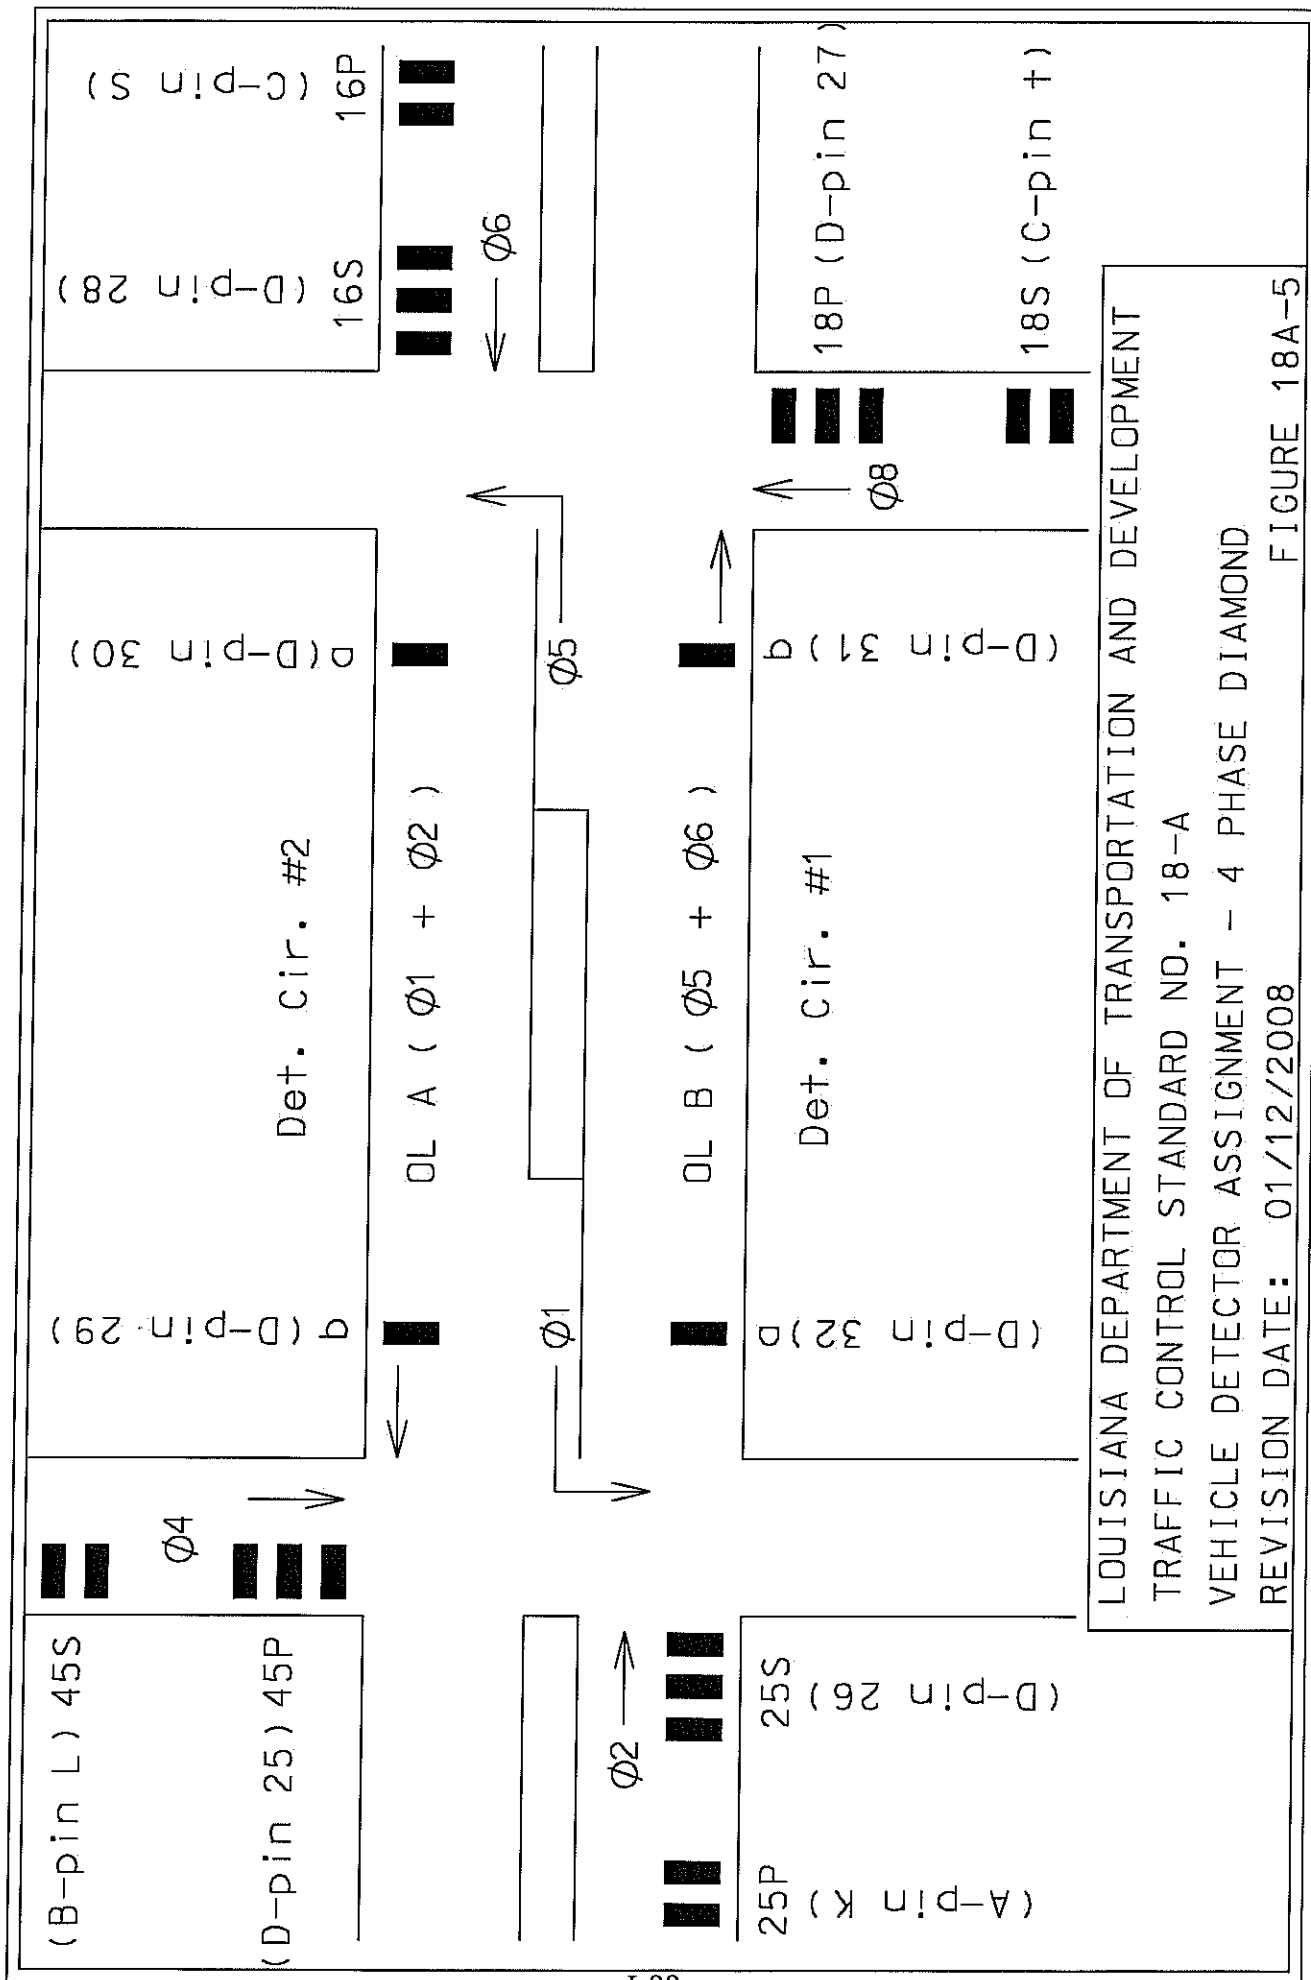 (B-pin L) 45S
Ø4
(D-pin 25) 45P
(D-pin 29)
b
(D-pin 30)
a
Det. Cir. #2
(D-pin 28)
16S
(C-pin S)
16P
OL A ( Ø1 + Ø2 )
Ø6
Ø1
Ø5
Ø2
OL B ( Ø5 + Ø6 )
25P
(A-pin K)
25S
(D-pin 26)
a
(D-pin 32)
Det. Cir. #1
b
(D-pin 31)
Ø8
18P (D-pin 27)
18S (C-pin t)
LOUISIANA DEPARTMENT OF TRANSPORTATION AND DEVELOPMENT
TRAFFIC CONTROL STANDARD NO. 18-A
VEHICLE DETECTOR ASSIGNMENT - 4 PHASE DIAMOND
REVISION DATE: 01/12/2008
FIGURE 18A-5